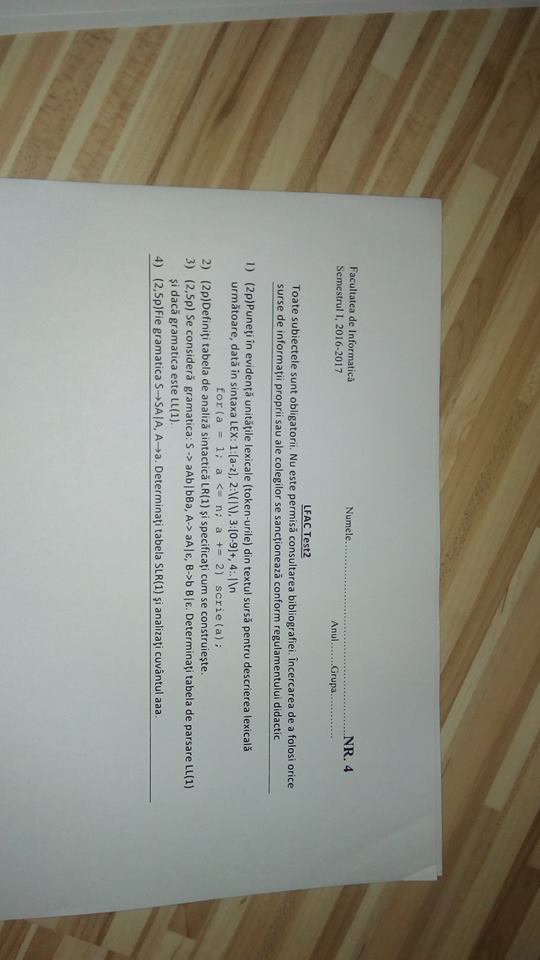 Facultatea de Informatică
Semestrul I, 2016-2017
Numele.......................................................NR. 4
Anul.......Grupa.............
LFAC Test2
Toate subiectele sunt obligatorii. Nu este permisă consultarea bibliografiei. Încercarea de a folosi orice
surse de informații proprii sau ale colegilor se sancționează conform regulamentului didactic
1) (2p)Puneți în evidență unitățile lexicale (token-urile) din textul sursă pentru descrierea lexicală
următoare, dată în sintaxa LEX: 1:[a-z], 2:\(|\), 3:[0-9]+, 4:.|\n
for(a = 1; a <= n; a += 2) scrie(a);
2) (2p)Definiți tabela de analiză sintactică LR(1) și specificați cum se construiește.
3) (2,5p) Se consideră gramatica: S -> aAb|bBa, A-> aA|ε, B->b B|ε. Determinați tabela de parsare LL(1)
și dacă gramatica este LL(1).
4) (2,5p)Fie gramatica S→SA|A, A→a. Determinați tabela SLR(1) și analizați cuvântul aaa.